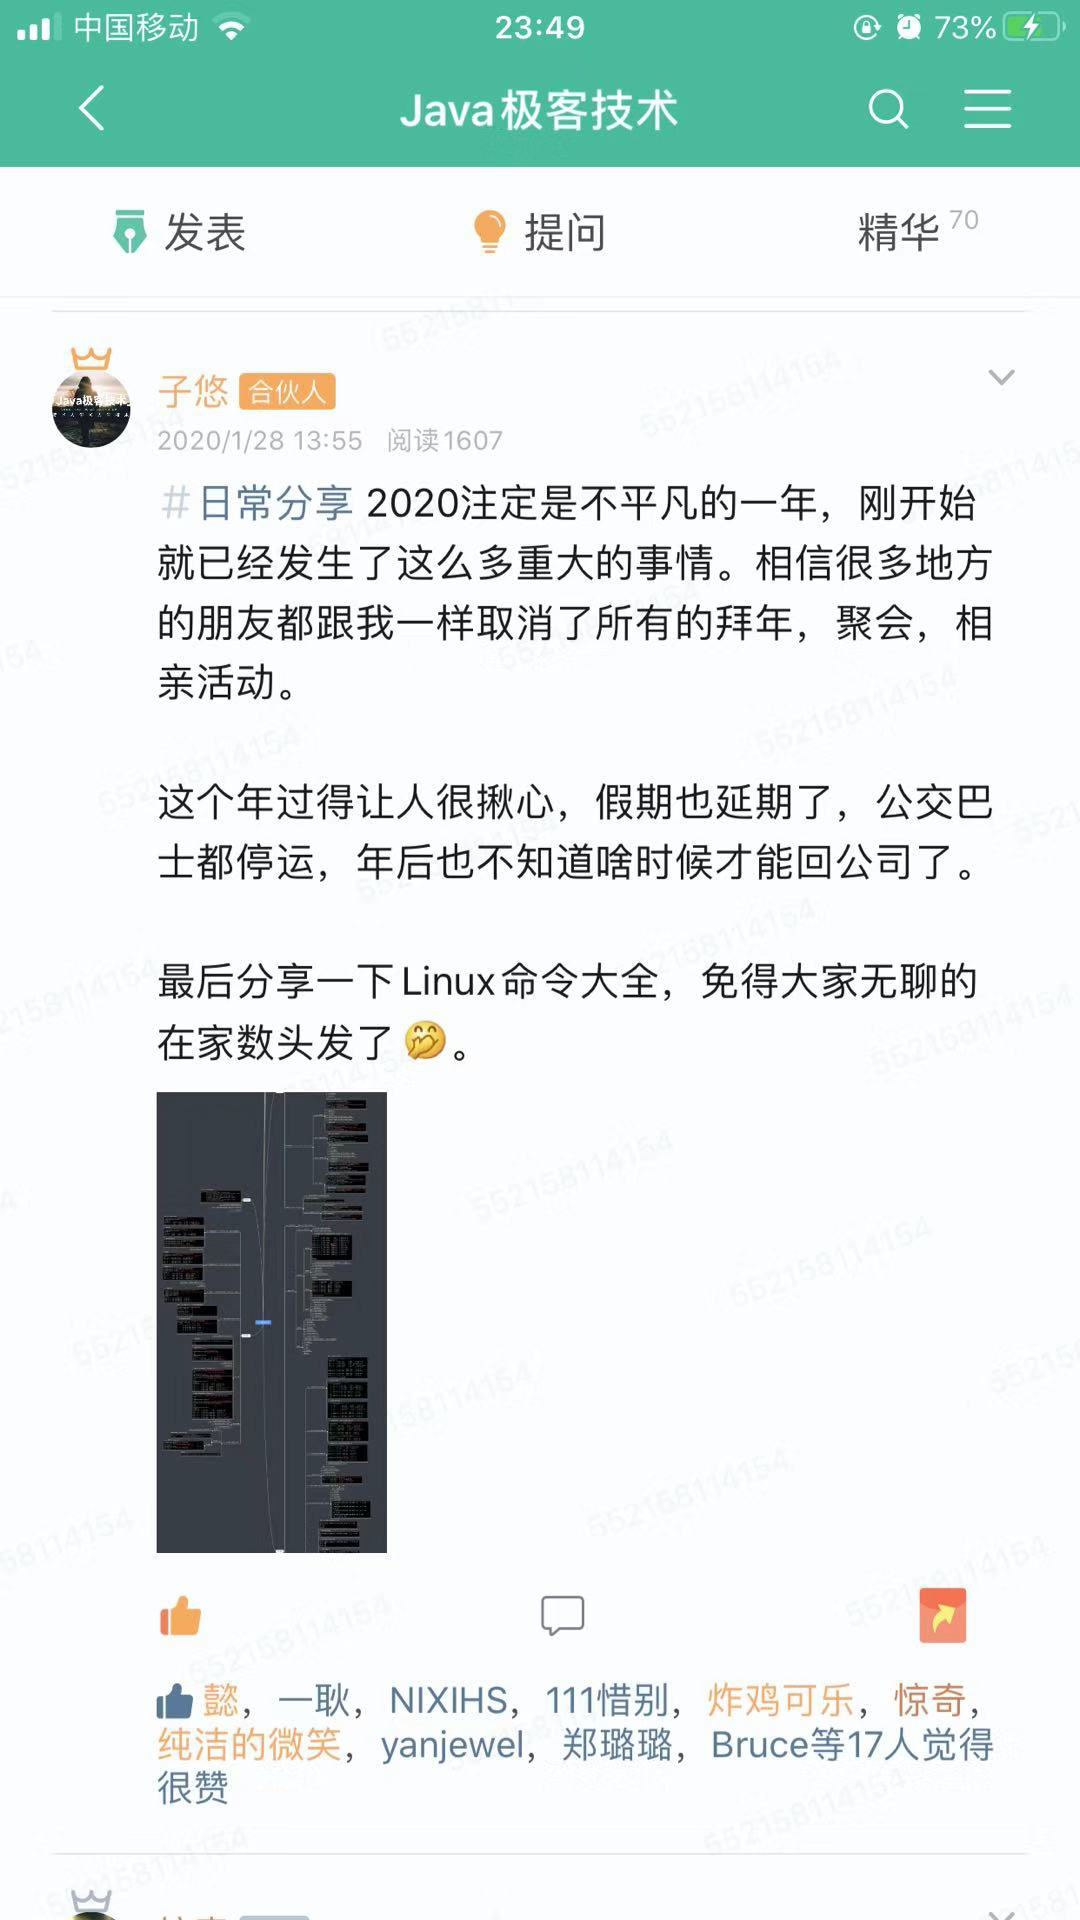 中国移动 23:49 73%
Java极客技术
发表 提问 精华 70
子悠 合伙人
2020/1/28 13:55 阅读1607
#日常分享 2020注定是不平凡的一年，刚开始
就已经发生了这么多重大的事情。相信很多地方
的朋友都跟我一样取消了所有的拜年，聚会，相
亲活动。
这个年过得让人很揪心，假期也延期了，公交巴
士都停运，年后也不知道啥时候才能回公司了。
最后分享一下Linux命令大全，免得大家无聊的
在家数头发了🤭。
懿，一耿，NIXIHS，111惜别，炸鸡可乐，惊奇，
纯洁的微笑，yanjewel，郑璐璐，Bruce等17人觉得
很赞
552158114154